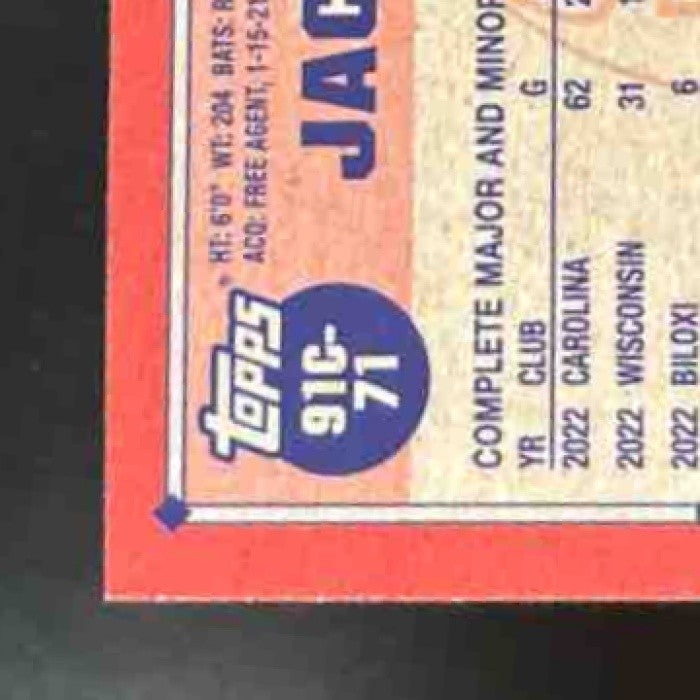 topps
91C-
71
HT: 6'0" WT: 204 BATS:
ACQ: FREE AGENT, 1-15-21
JAC
COMPLETE MAJOR AND MINOR
YR CLUB G
2022 CAROLINA 62
2022 WISCONSIN 31
2022 BILOXI 6